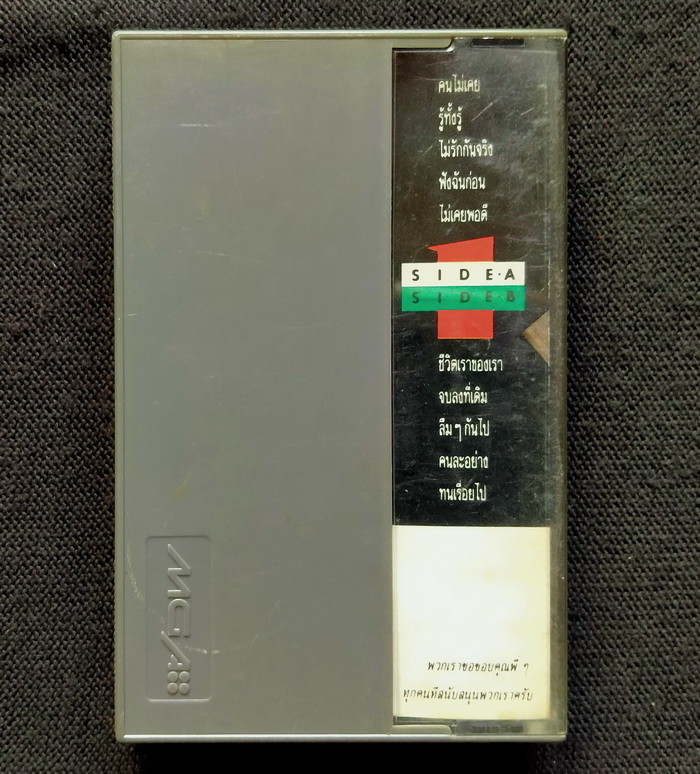 คนไม่เคย
รู้ทั้งรู้
ไม่รักกันจริง
ฟังฉันก่อน
ไม่เคยพอดี
1
SIDE·A
SIDE B
ชีวิตเราของเรา
จบลงที่เดิม
ลืม ๆ กันไป
คนละอย่าง
ทนเรื่อยไป
พวกเราขอขอบคุณพี่ ๆ
ทุกคนที่สนับสนุนพวกเราครับ
MGA